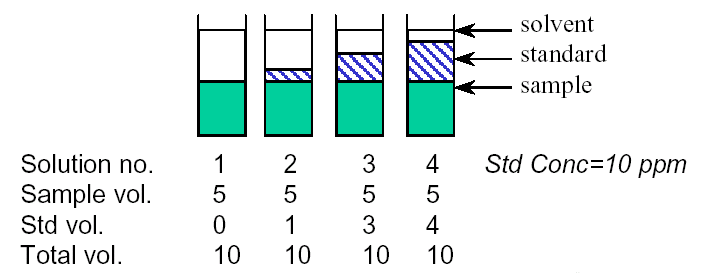 solvent
standard
sample
Solution no. 1 2 3 4 Std Conc=10 ppm
Sample vol. 5 5 5 5
Std vol. 0 1 3 4
Total vol. 10 10 10 10